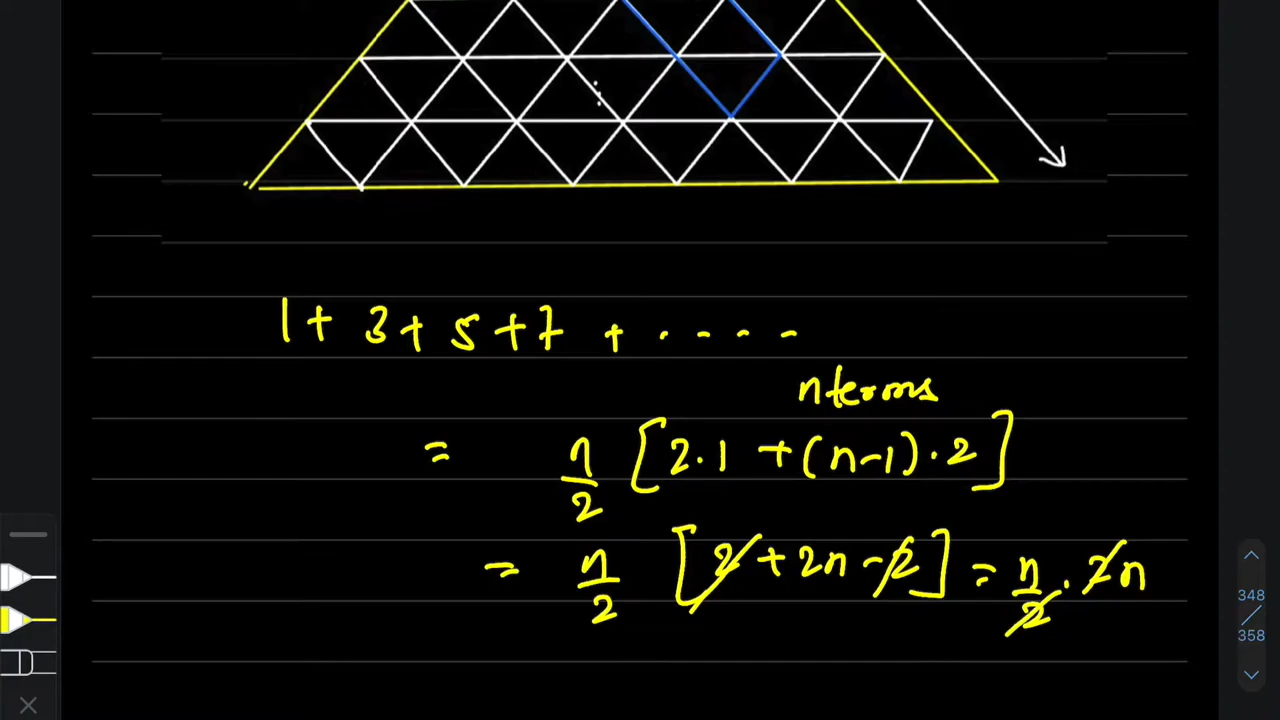 1 + 3 + 5 + 7 + . . . .
n terms
= n/2 [2.1 + (n-1).2]
= n/2 [2 + 2n - 2] = n/2 . 2n
348
358